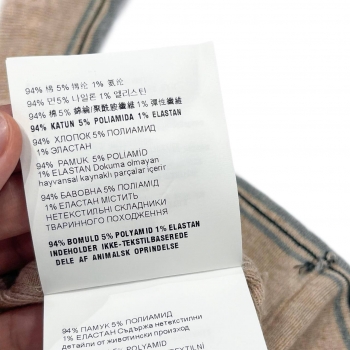 94% 棉 5% 锦纶 1% 氨纶
94% 면 5% 나일론 1% 엘라스틴
94% 棉 5% 錦綸/聚酰胺纖維 1% 彈性纖維
94% KATUN 5% POLIAMIDA 1% ELASTAN
94% ХЛОПОК 5% ПОЛИАМИД
1% ЭЛАСТАН
94% PAMUK 5% POLIAMID
1% ELASTAN Dokuma olmayan
hayvansal kaynaklı parçalar içerir
94% БАВОВНА 5% ПОЛІАМІД
1% ЕЛАСТАН МІСТИТЬ
НЕТЕКСТИЛЬНІ СКЛАДНИКИ
ТВАРИННОГО ПОХОДЖЕННЯ
94% BOMULD 5% POLYAMID 1% ELASTAN
INDEHOLDER IKKE-TEKSTILBASEREDE
DELE AF ANIMALSK OPRINDELSE
94% ПАМУК 5% ПОЛИАМИД
1% ЕЛАСТАН Съдържа нетекстилни
детайли от животински произход
POLYAMID